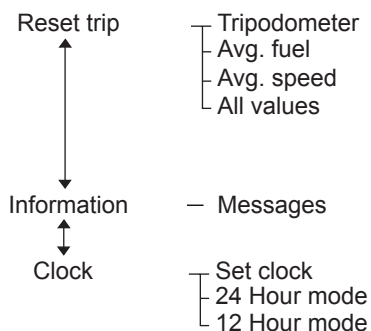 Reset trip
Tripodometer
Avg. fuel
Avg. speed
All values
Information
Messages
Clock
Set clock
24 Hour mode
12 Hour mode